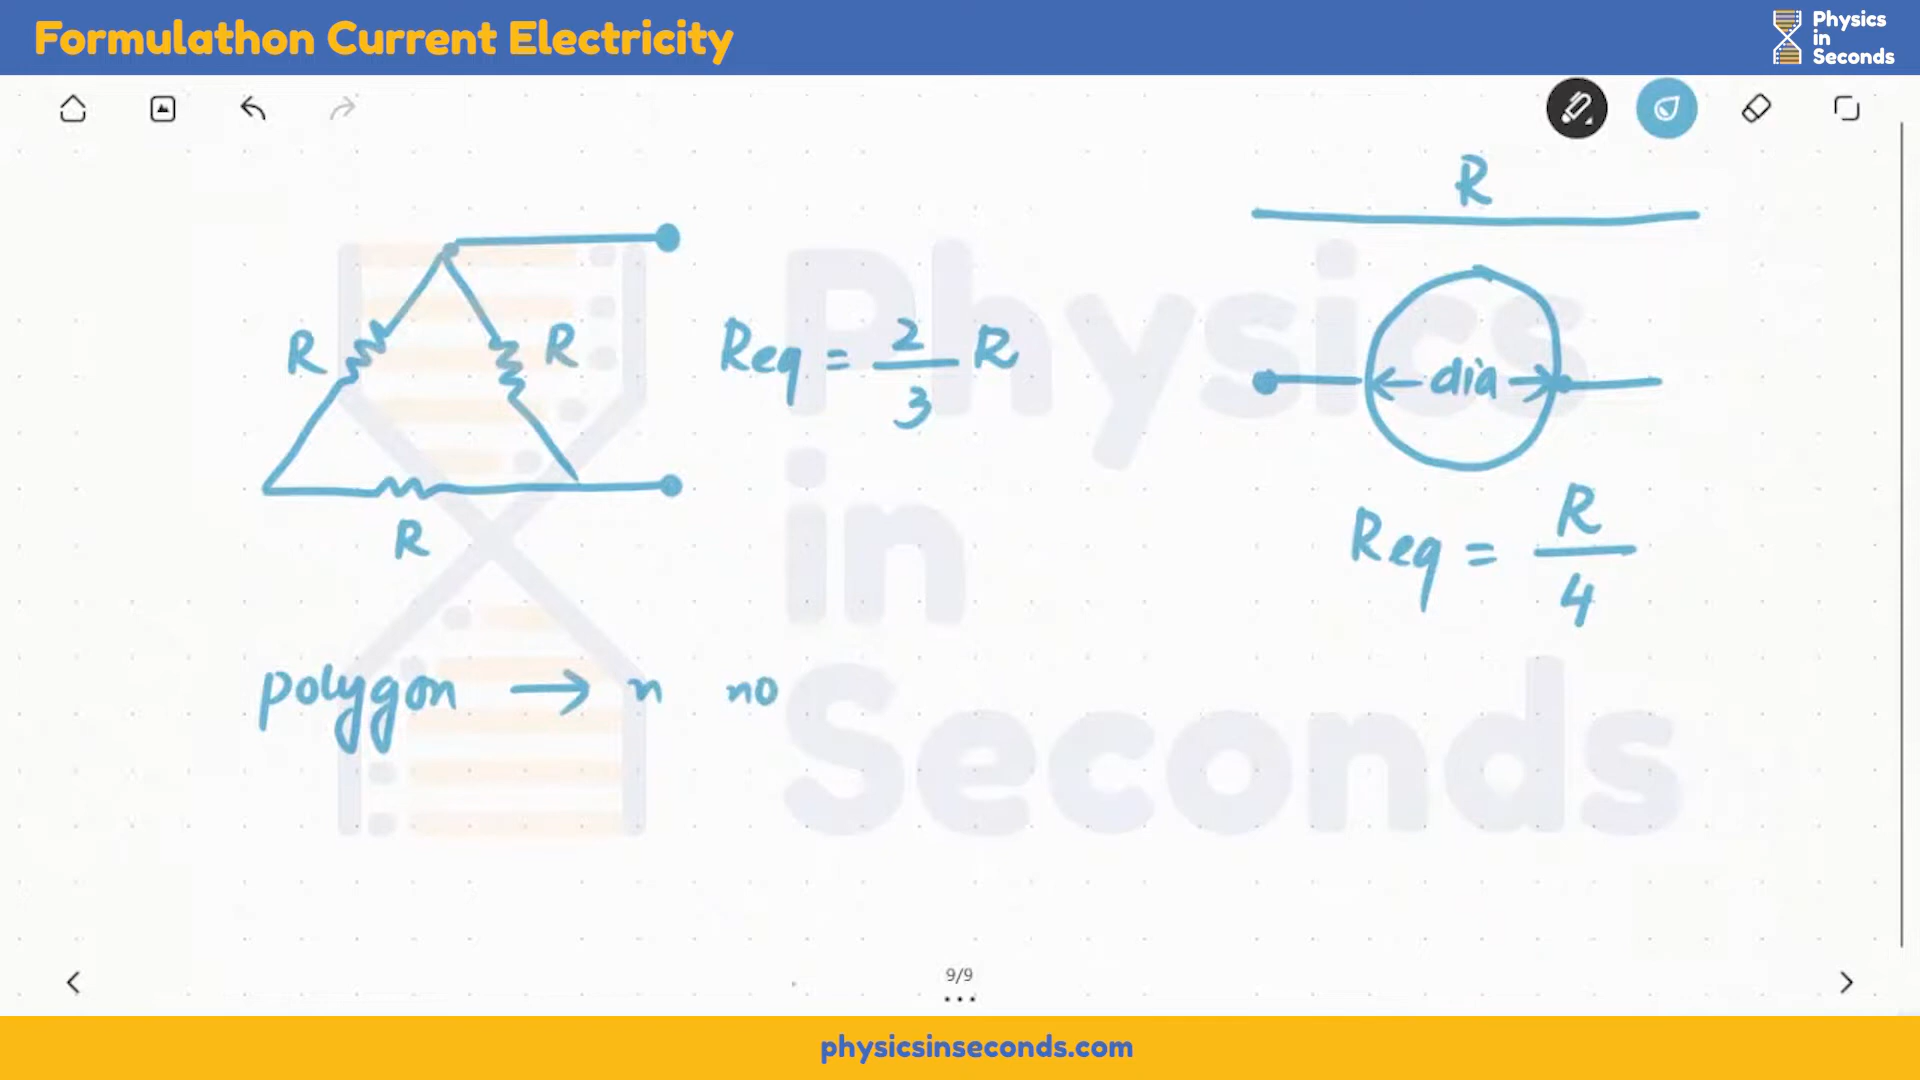 Formulathon Current Electricity
Physics
in
Seconds
R
R
R
Req = 2/3 R
dia
R
Req = R/4
polygon → n no
Physics
in
Seconds
9/9
physicsinseconds.com